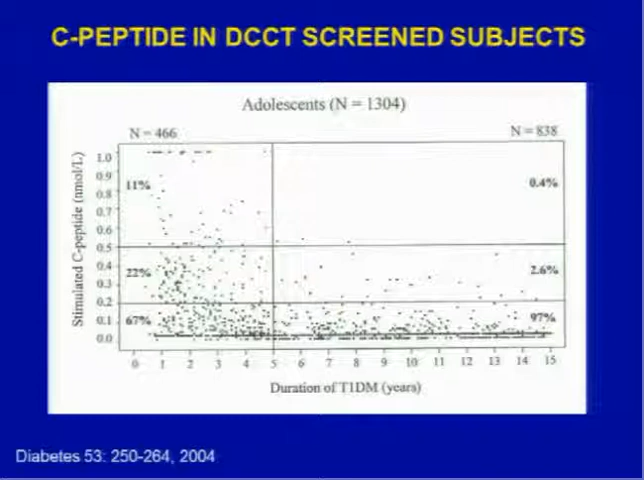 C-PEPTIDE IN DCCT SCREENED SUBJECTS
Adolescents (N = 1304)
N = 466
N = 838
Stimulated C-peptide (nmol/L)
1.0
0.9
0.8
0.7
0.6
0.5
0.4
0.3
0.2
0.1
0.0
11%
0.4%
22%
2.6%
67%
97%
0 1 2 3 4 5 6 7 8 9 10 11 12 13 14 15
Duration of T1DM (years)
Diabetes 53: 250-264, 2004